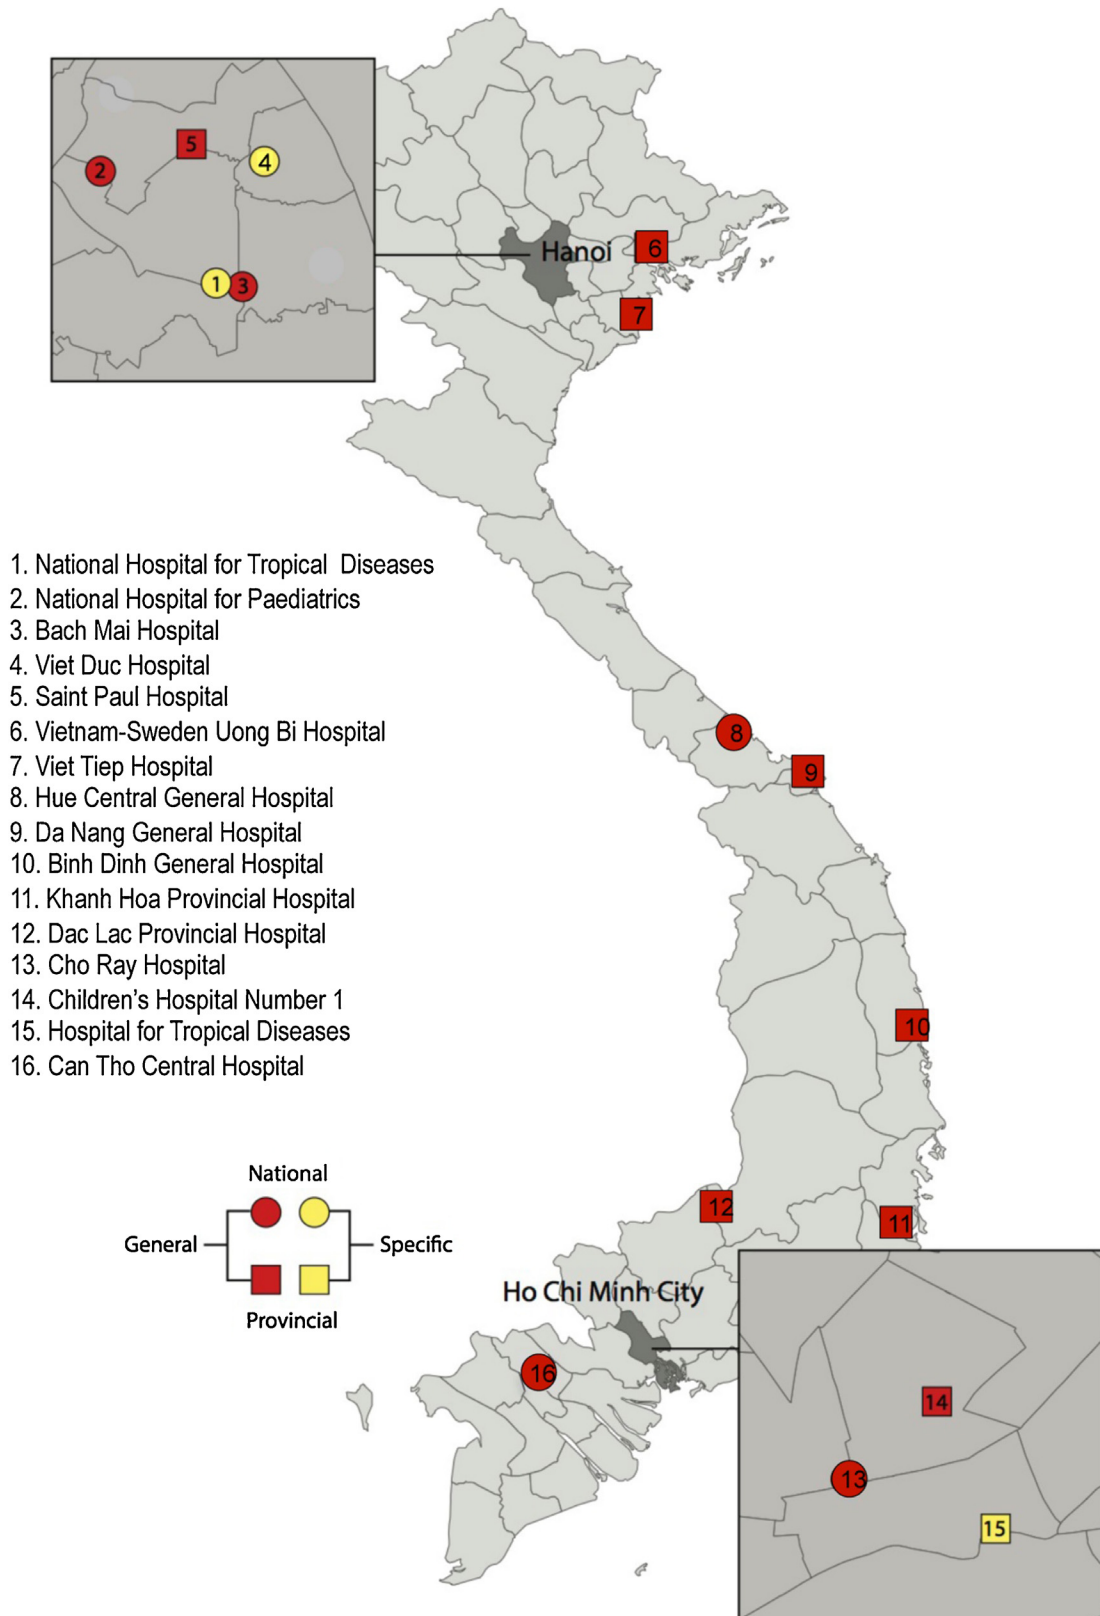 5
2
4
1
3
Hanoi
6
7
1. National Hospital for Tropical Diseases
2. National Hospital for Paediatrics
3. Bach Mai Hospital
4. Viet Duc Hospital
5. Saint Paul Hospital
6. Vietnam-Sweden Uong Bi Hospital
7. Viet Tiep Hospital
8. Hue Central General Hospital
9. Da Nang General Hospital
10. Binh Dinh General Hospital
11. Khanh Hoa Provincial Hospital
12. Dac Lac Provincial Hospital
13. Cho Ray Hospital
14. Children's Hospital Number 1
15. Hospital for Tropical Diseases
16. Can Tho Central Hospital
8
9
10
National
General
Specific
Provincial
12
11
Ho Chi Minh City
16
14
13
15